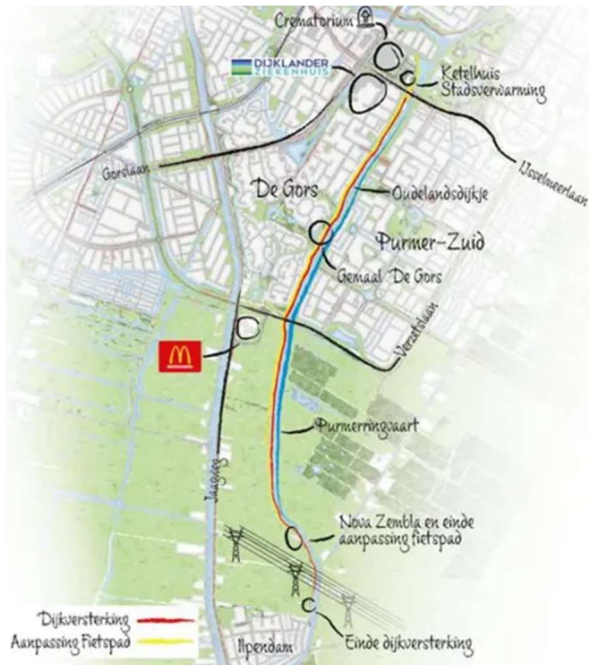 Crematorium
DIJKLANDER
ZIEKENHUIS
Ketelhuis
Stadsverwarming
Gorslaan
IJsselmeerlaan
De Gors
Oudelandsdijkje
Purmer-Zuid
Gemaal De Gors
Verzetslaan
Purmerringvaart
Jaagweg
Nova Zembla en einde
aanpassing fietspad
Dijkversterking
Aanpassing Fietspad
Ilpendam
Einde dijkversterking